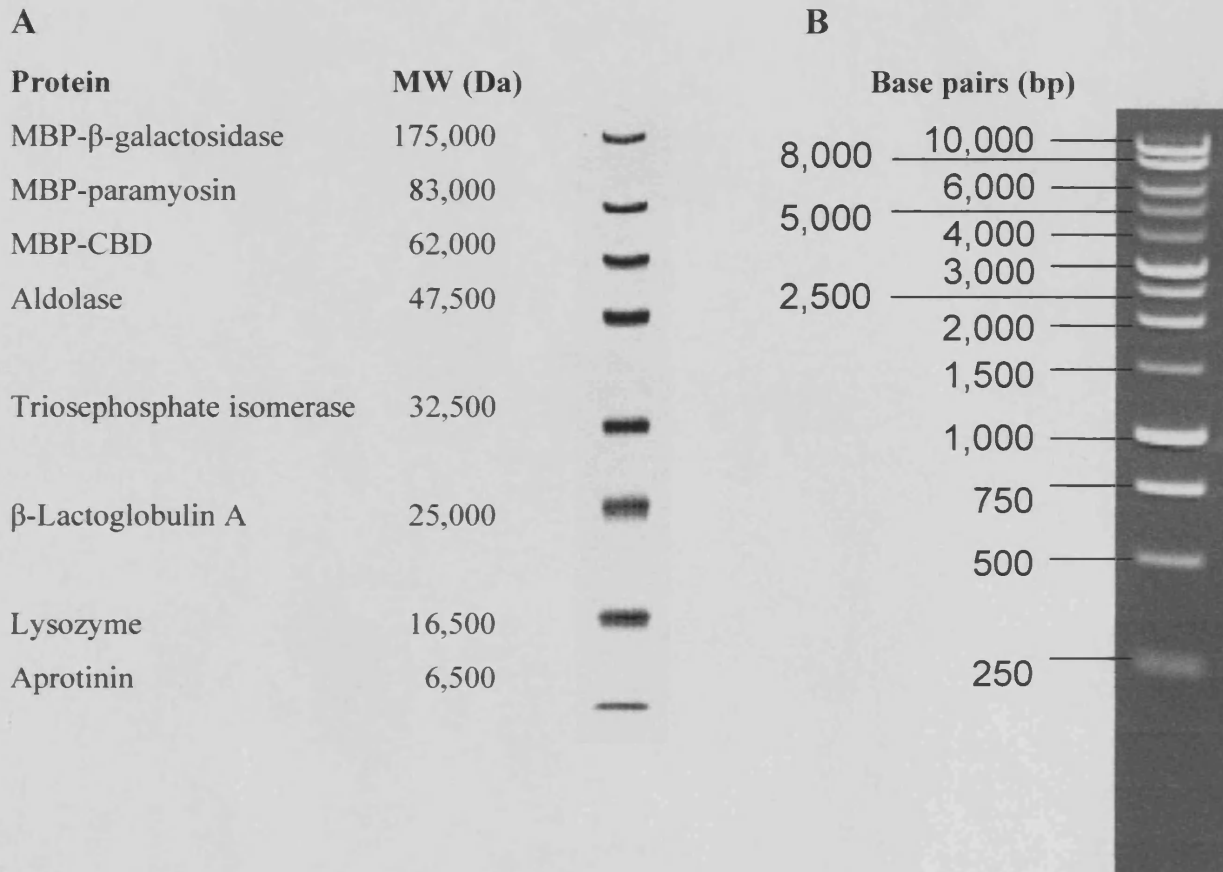 A
Protein MW (Da)
MBP-β-galactosidase 175,000
MBP-paramyosin 83,000
MBP-CBD 62,000
Aldolase 47,500
Triosephosphate isomerase 32,500
β-Lactoglobulin A 25,000
Lysozyme 16,500
Aprotinin 6,500
B
Base pairs (bp)
10,000
8,000
6,000
5,000
4,000
3,000
2,500
2,000
1,500
1,000
750
500
250